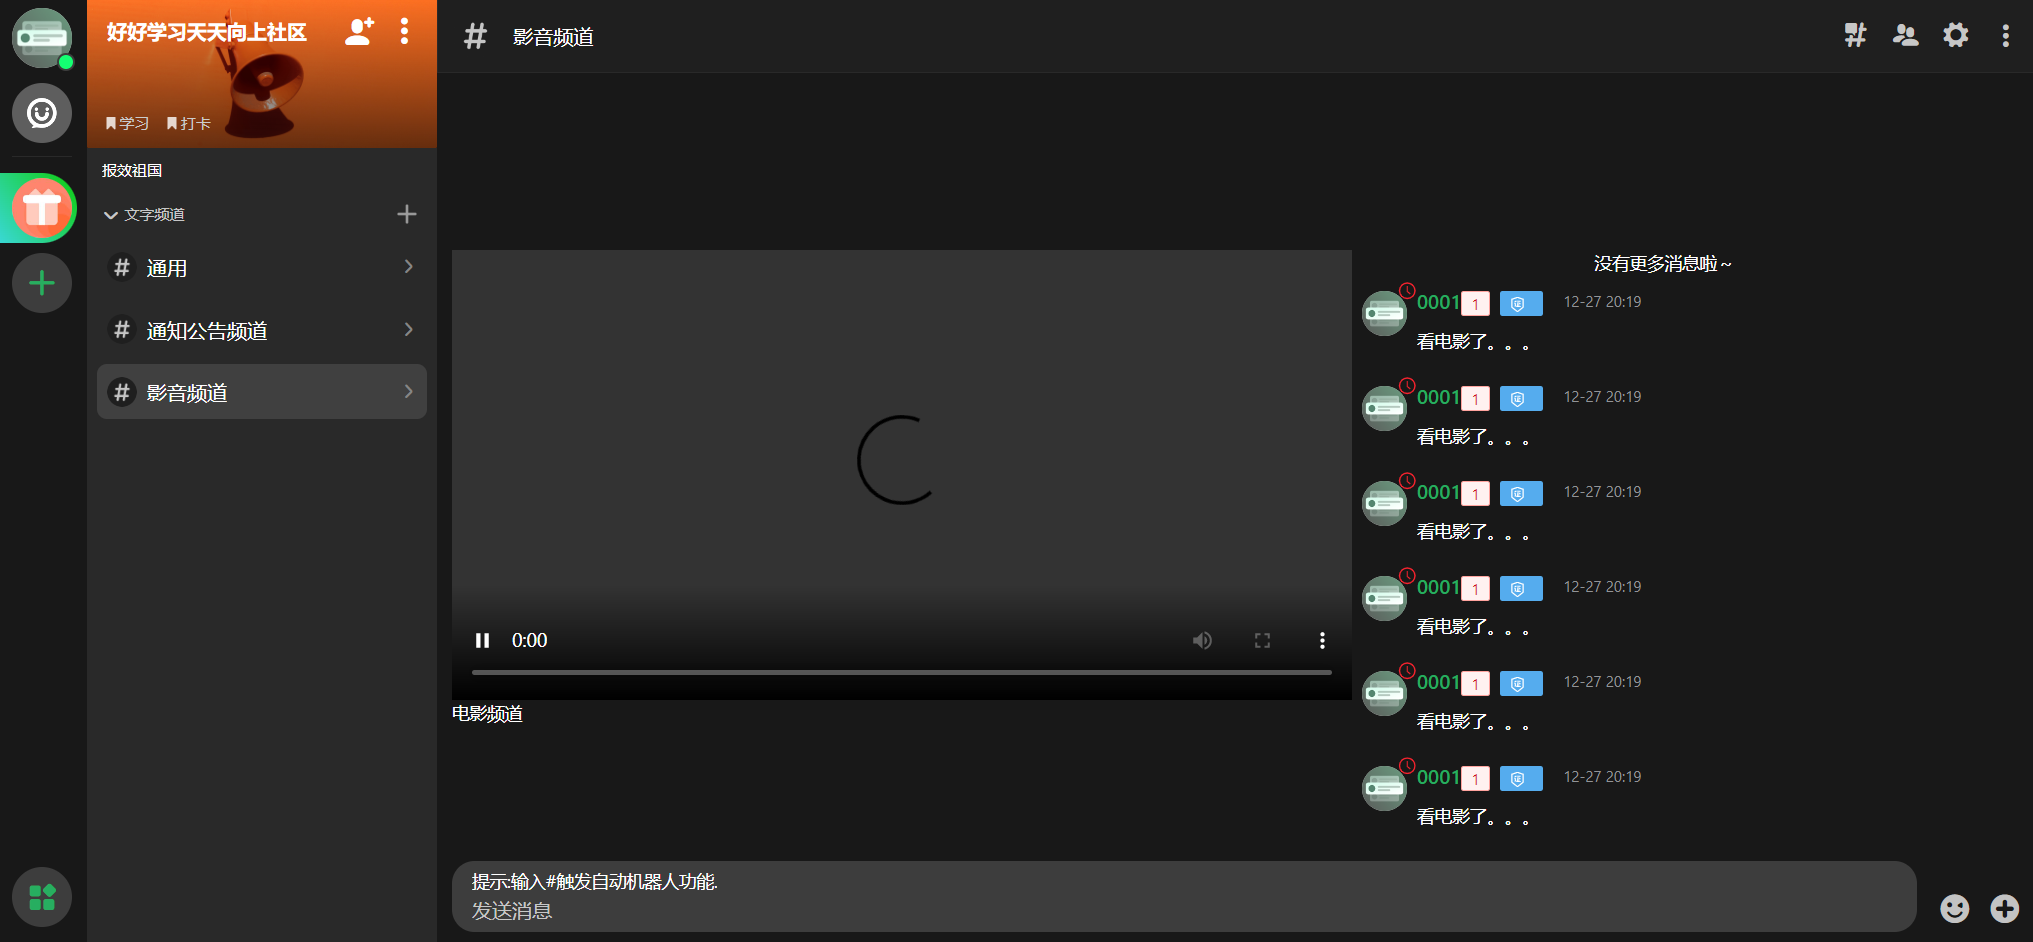 好好学习天天向上社区
学习 打卡
报效祖国
文字频道
通用
通知公告频道
影音频道
影音频道
0:00
电影频道
没有更多消息啦~
0001 1 证 12-27 20:19
看电影了。。。
0001 1 证 12-27 20:19
看电影了。。。
0001 1 证 12-27 20:19
看电影了。。。
0001 1 证 12-27 20:19
看电影了。。。
0001 1 证 12-27 20:19
看电影了。。。
0001 1 证 12-27 20:19
看电影了。。。
提示:输入#触发自动机器人功能.
发送消息